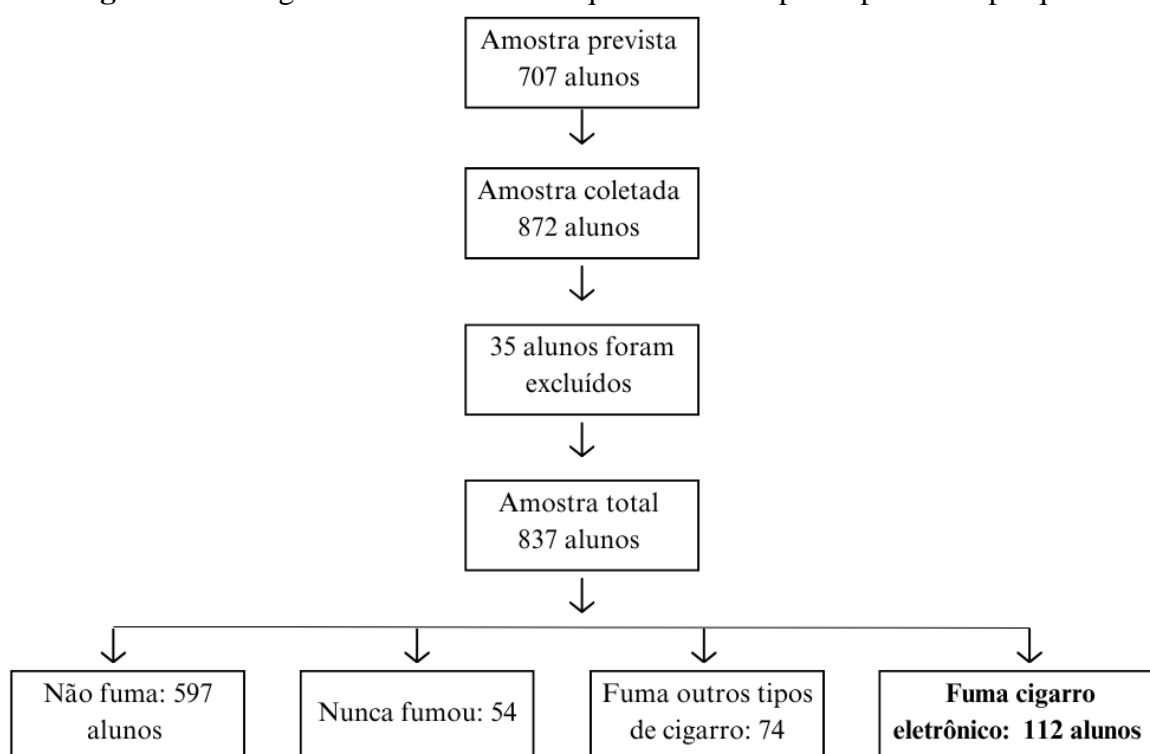 Amostra prevista
707 alunos
Amostra coletada
872 alunos
35 alunos foram
excluídos
Amostra total
837 alunos
Não fuma: 597
alunos
Nunca fumou: 54
Fuma outros tipos
de cigarro: 74
Fuma cigarro
eletrônico: 112 alunos